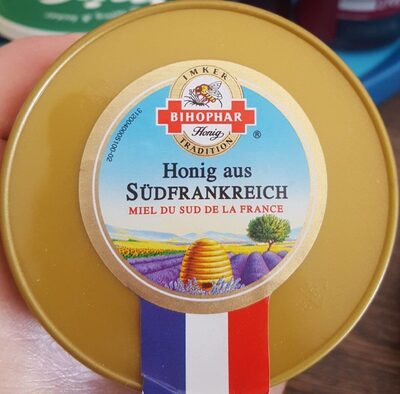 IMKER
BIHOPHAR
Honig
TRADITION
®
Honig aus
SÜDFRANKREICH
MIEL DU SUD DE LA FRANCE